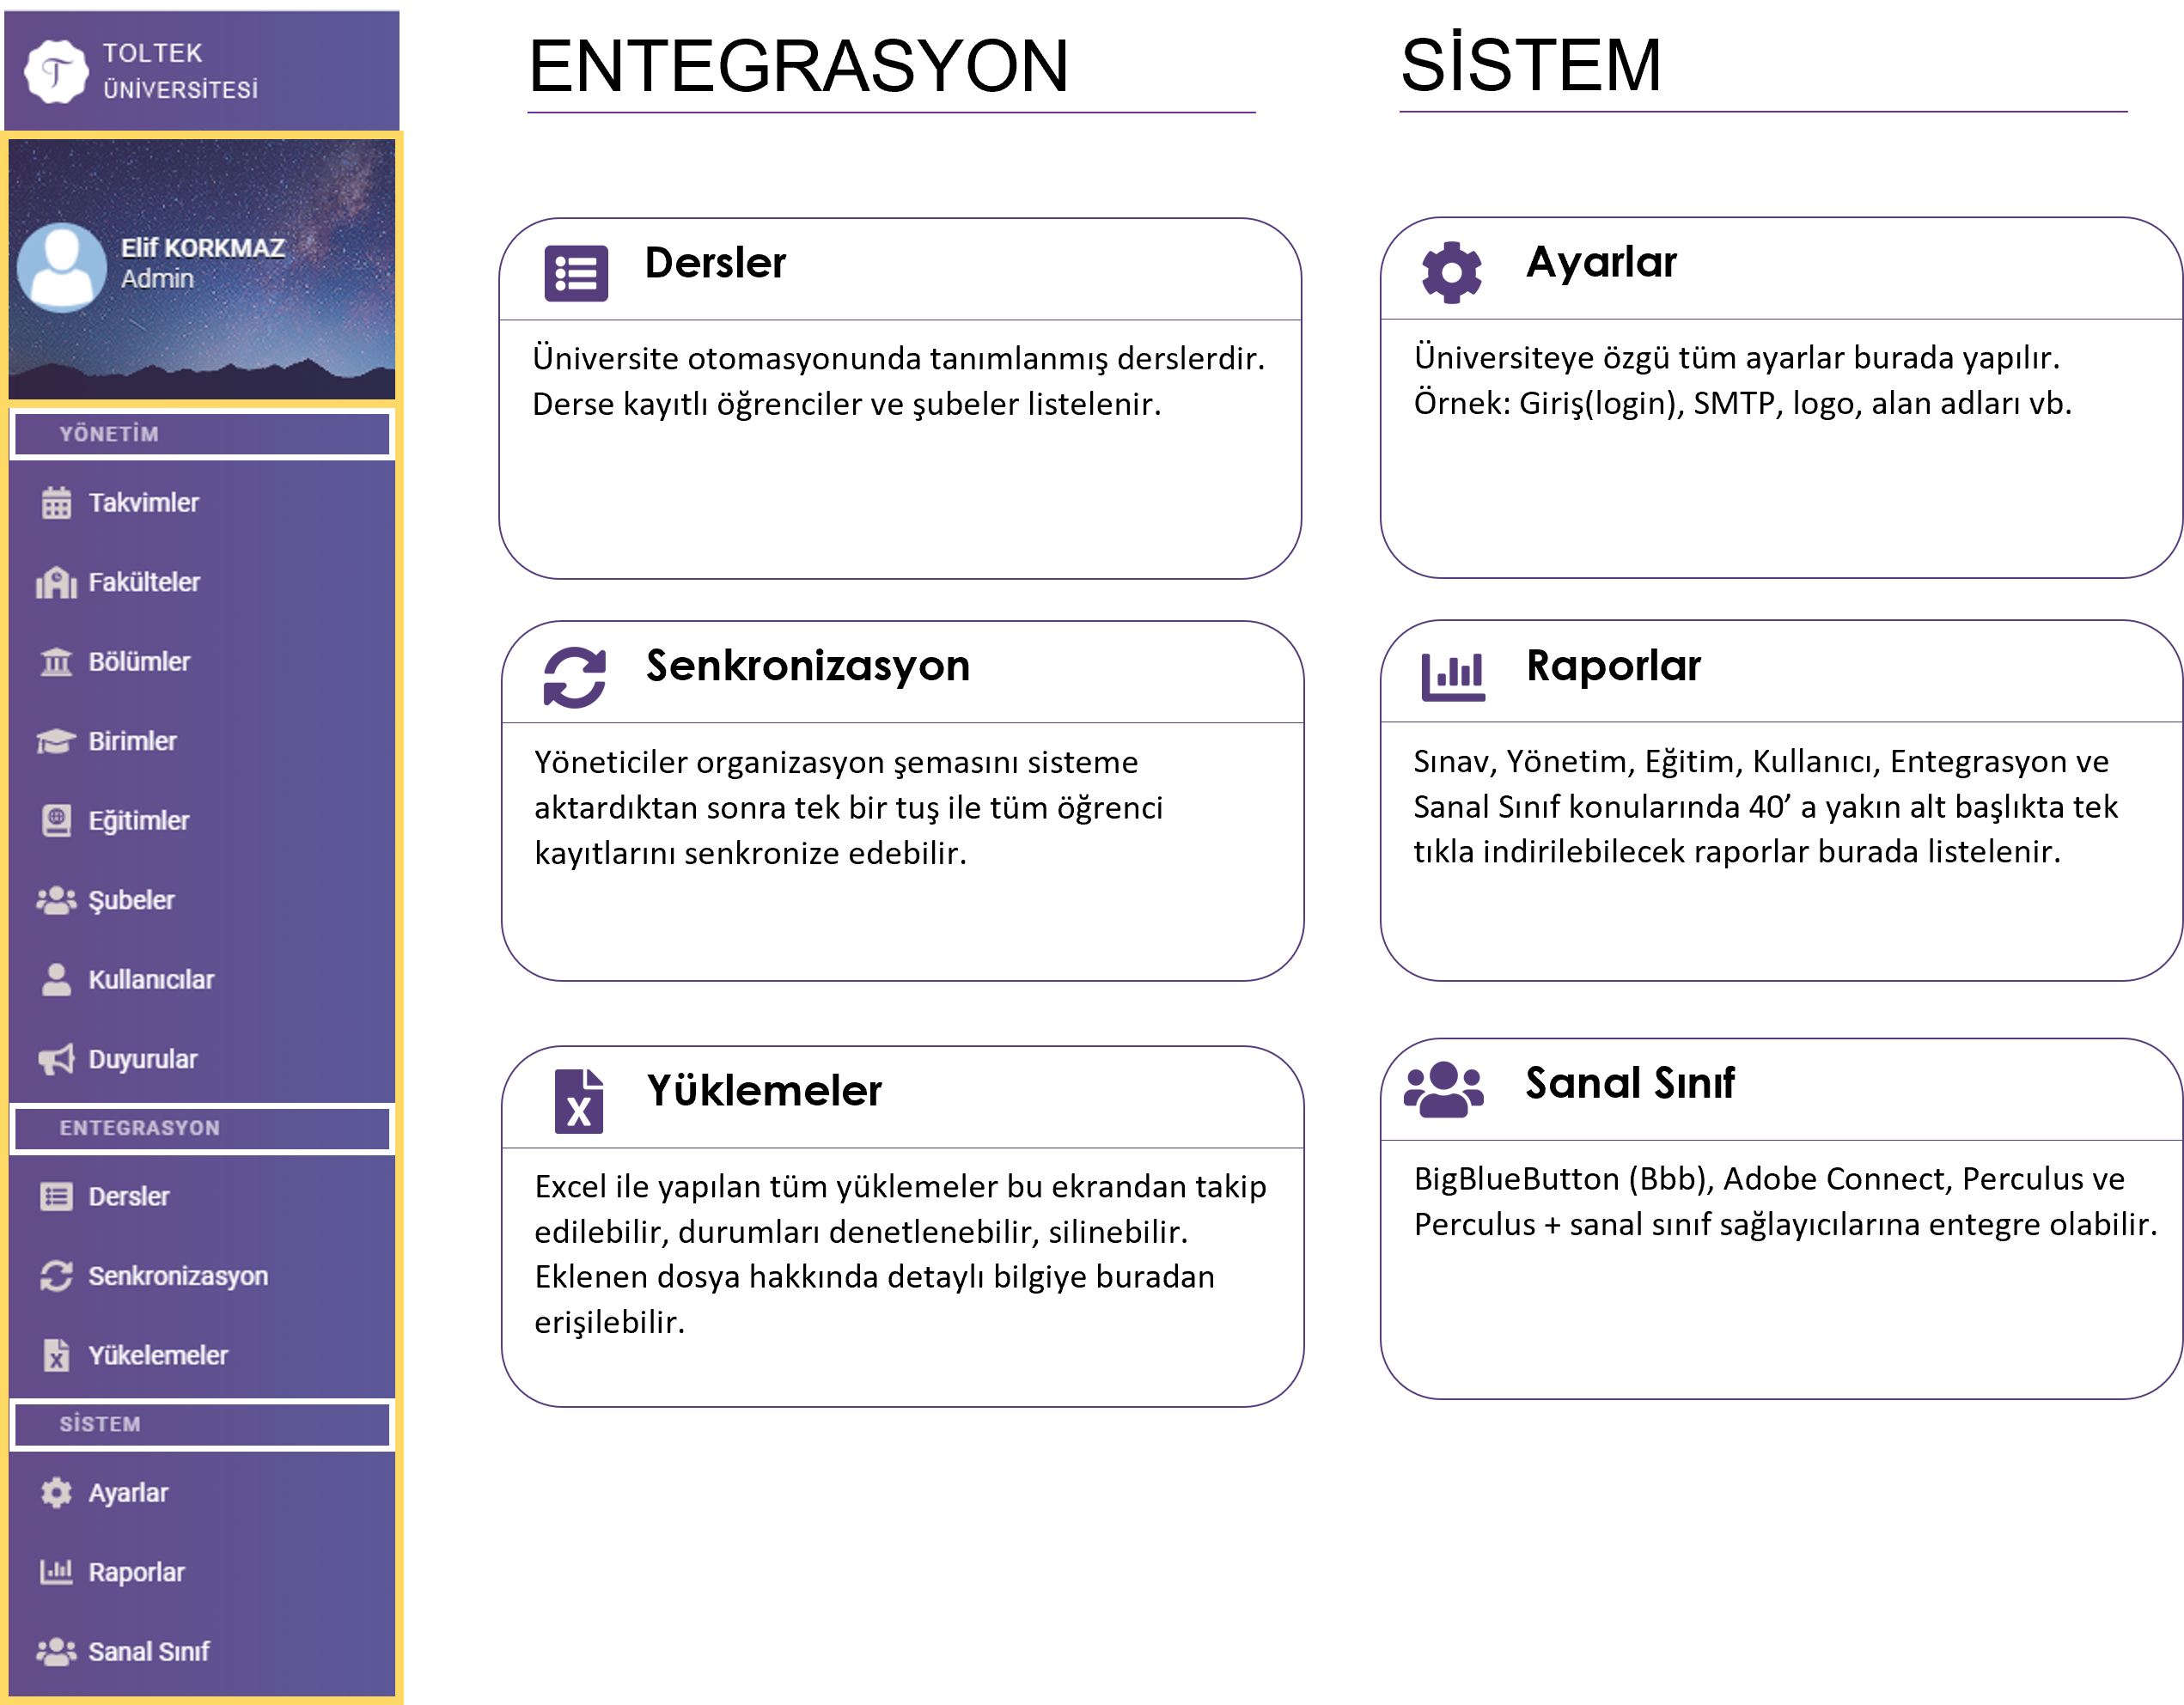 TOLTEK
ÜNİVERSİTESİ
Elif KORKMAZ
Admin
YÖNETİM
Takvimler
Fakülteler
Bölümler
Birimler
Eğitimler
Şubeler
Kullanıcılar
Duyurular
ENTEGRASYON
Dersler
Senkronizasyon
Yükelemeler
SİSTEM
Ayarlar
Raporlar
Sanal Sınıf
ENTEGRASYON
Dersler
Üniversite otomasyonunda tanımlanmış derslerdir.
Derse kayıtlı öğrenciler ve şubeler listelenir.
Senkronizasyon
Yöneticiler organizasyon şemasını sisteme
aktardıktan sonra tek bir tuş ile tüm öğrenci
kayıtlarını senkronize edebilir.
Yüklemeler
Excel ile yapılan tüm yüklemeler bu ekrandan takip
edilebilir, durumları denetlenebilir, silinebilir.
Eklenen dosya hakkında detaylı bilgiye buradan
erişilebilir.
SİSTEM
Ayarlar
Üniversiteye özgü tüm ayarlar burada yapılır.
Örnek: Giriş(login), SMTP, logo, alan adları vb.
Raporlar
Sınav, Yönetim, Eğitim, Kullanıcı, Entegrasyon ve
Sanal Sınıf konularında 40’ a yakın alt başlıkta tek
tıkla indirilebilecek raporlar burada listelenir.
Sanal Sınıf
BigBlueButton (Bbb), Adobe Connect, Perculus ve
Perculus + sanal sınıf sağlayıcılarına entegre olabilir.